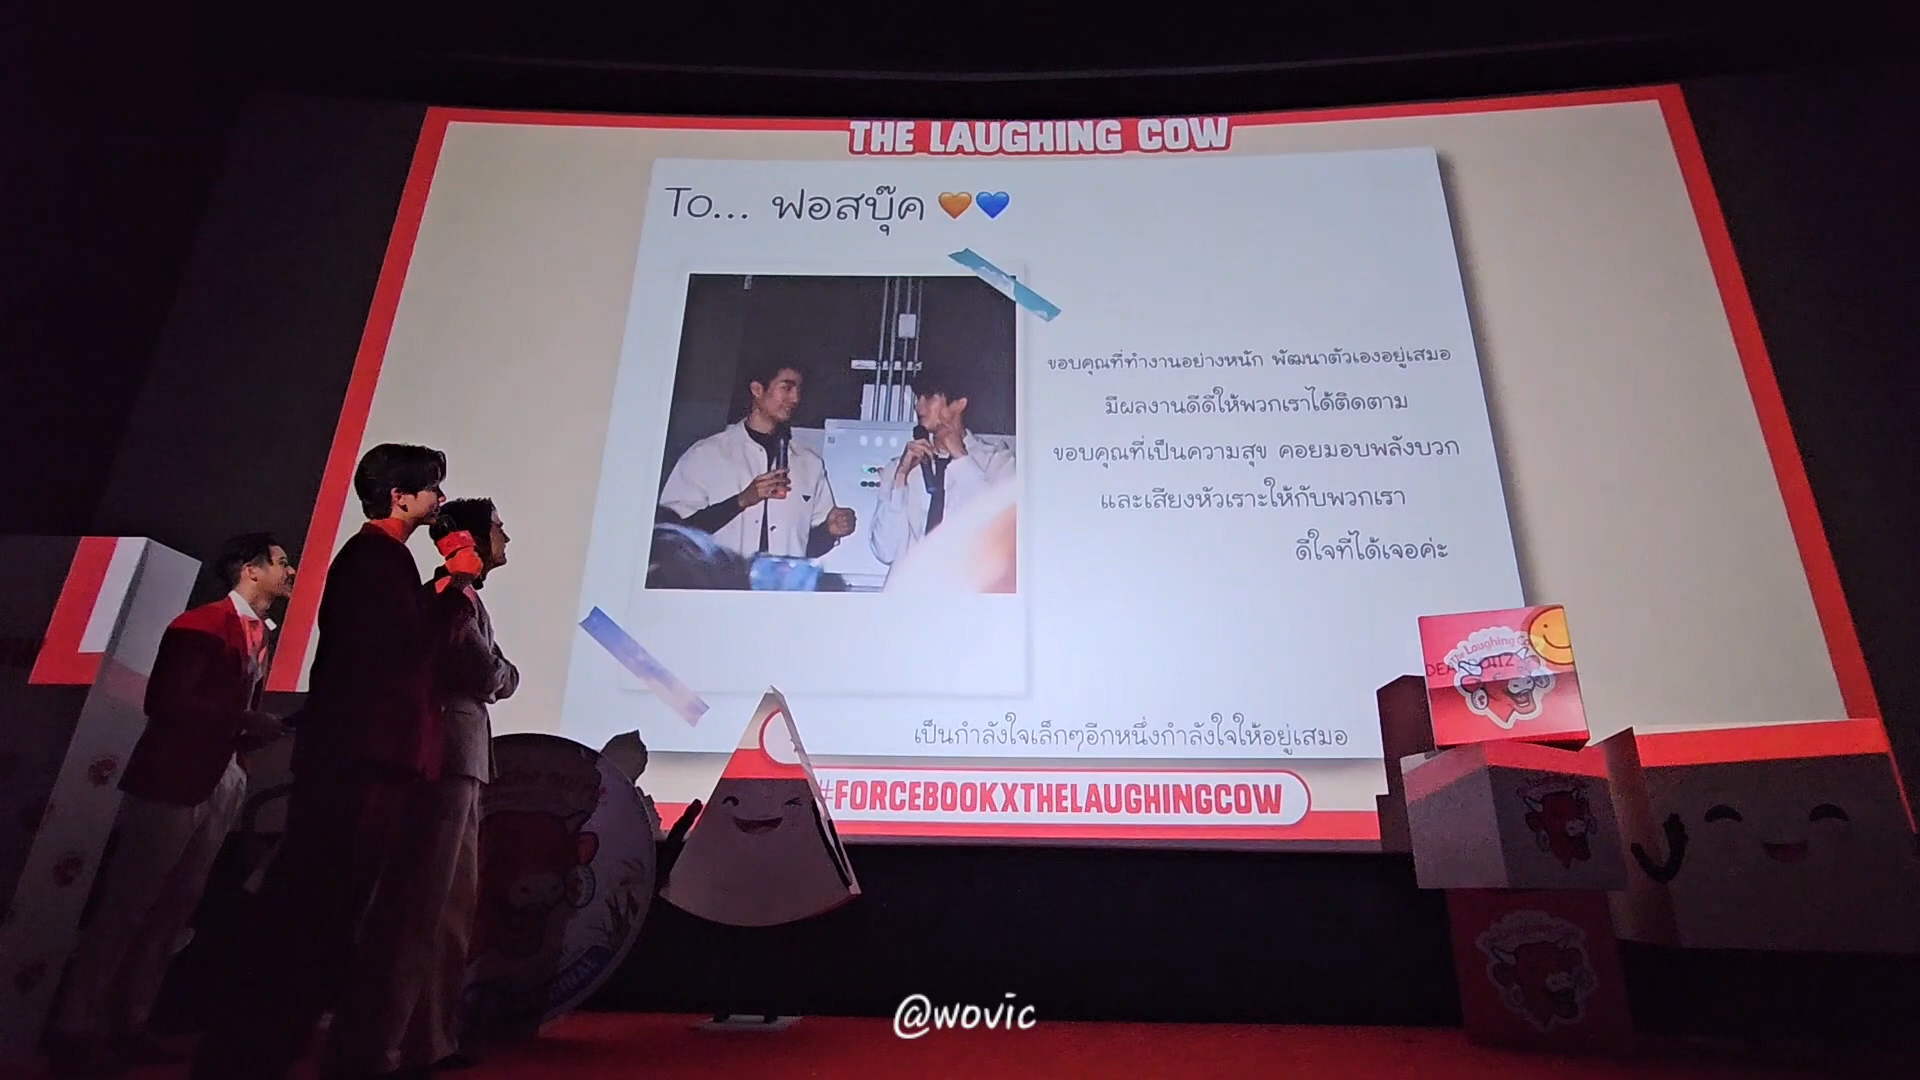 THE LAUGHING COW
To... ฟอสบุ๊ค 🧡💙
ขอบคุณที่ทำงานอย่างหนัก พัฒนาตัวเองอยู่เสมอ
มีผลงานดีดีให้พวกเราได้ติดตาม
ขอบคุณที่เป็นความสุข คอยมอบพลังบวก
และเสียงหัวเราะให้กับพวกเรา
ดีใจที่ได้เจอค่ะ
เป็นกำลังใจเล็กๆอีกหนึ่งกำลังใจให้อยู่เสมอ
#FORCEBOOKXTHELAUGHINGCOW
The Laughing Cow
@wovic